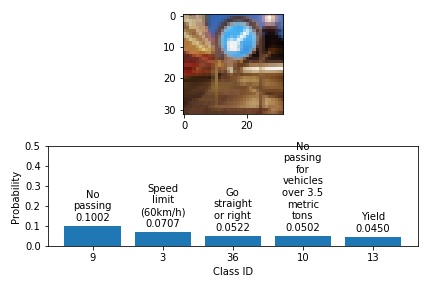 0
10
20
30
0 20
0.5
0.4
0.3
0.2
0.1
0.0
Probability
No
passing
0.1002
Speed
limit
(60km/h)
0.0707
Go
straight
or right
0.0522
No
passing
for
vehicles
over 3.5
metric
tons
0.0502
Yield
0.0450
9 3 36 10 13
Class ID